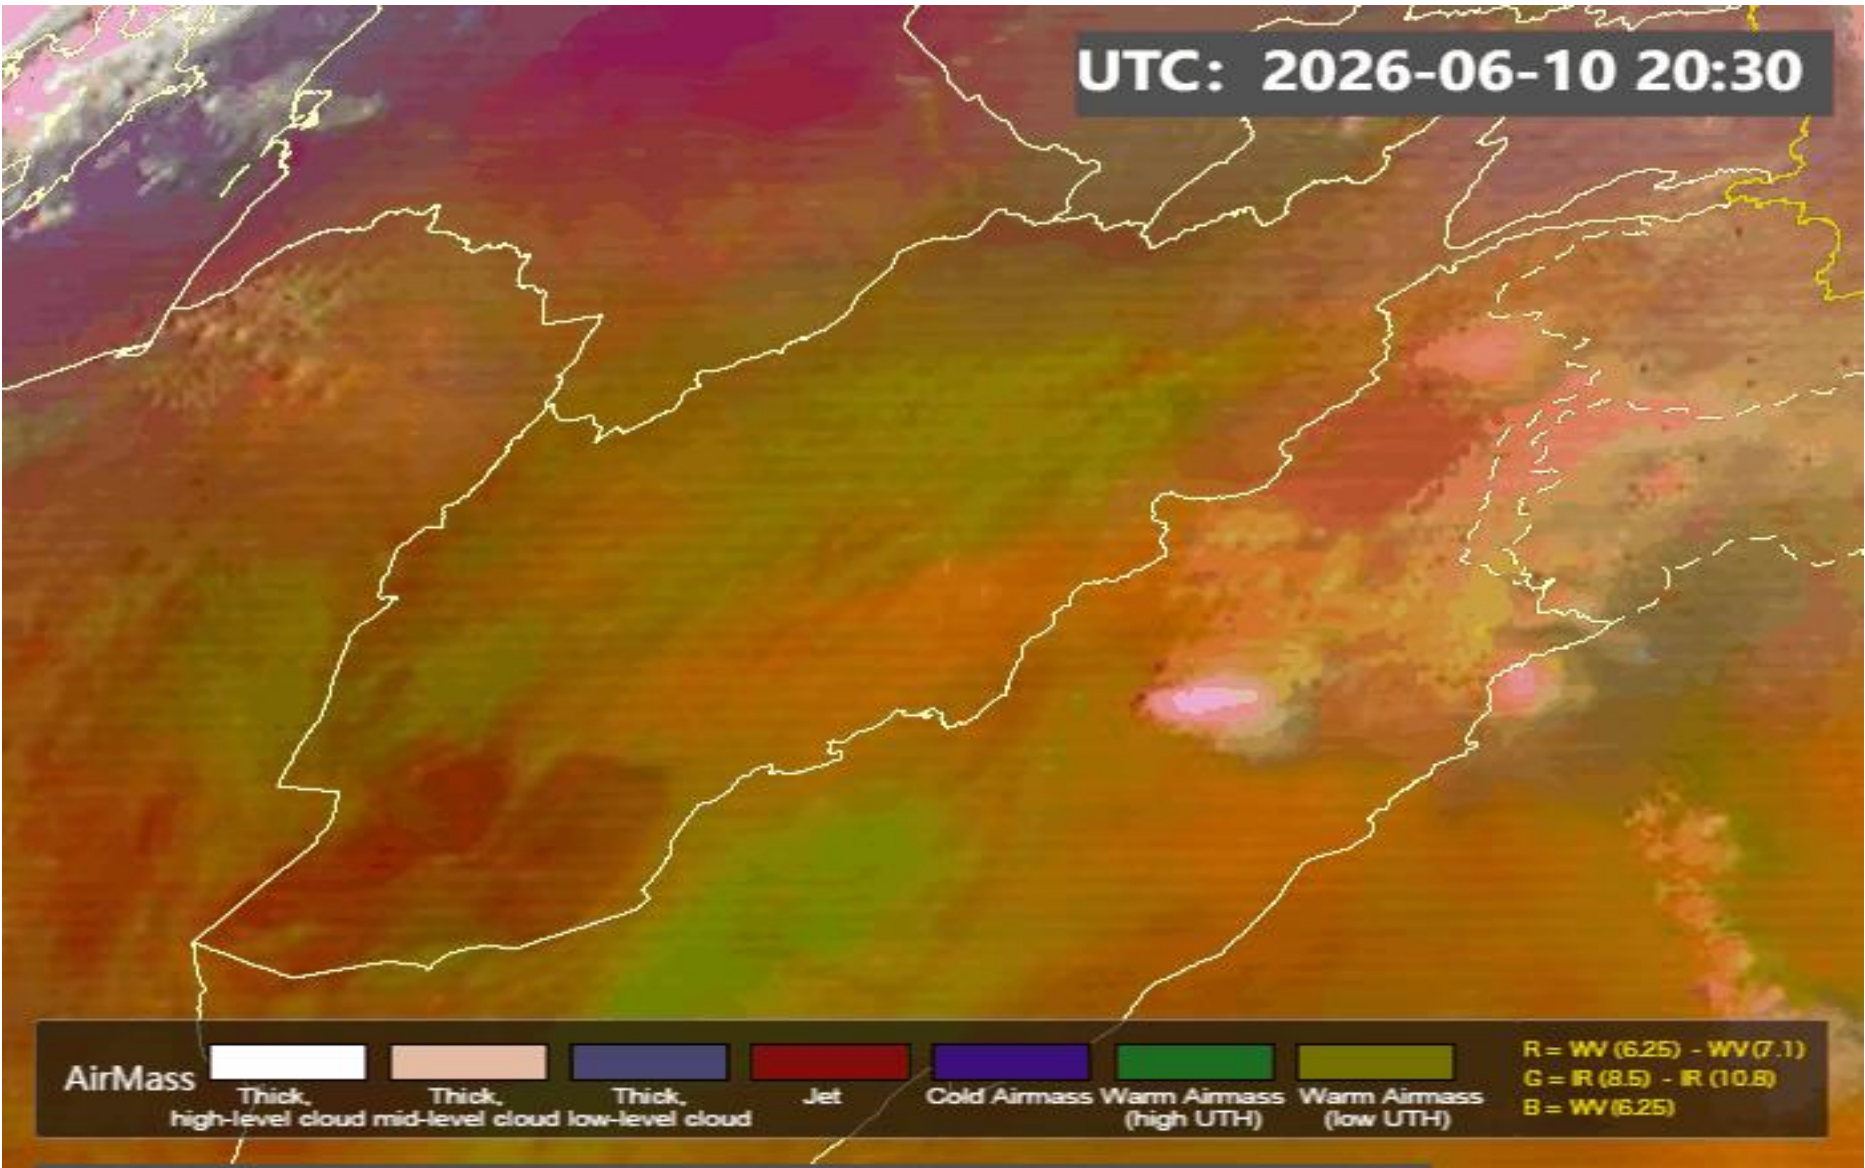 UTC: 2026-06-10 20:30
AirMass
Thick,
high-level cloud
Thick,
mid-level cloud
Thick,
low-level cloud
Jet
Cold Airmass
Warm Airmass
(high UTH)
Warm Airmass
(low UTH)
R = WV (6.25) - WV (7.1)
G = IR (8.5) - IR (10.8)
B = WV (6.25)